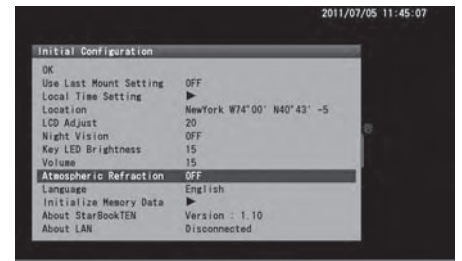 2011/07/05 11:45:07
Initial Configuration
OK
Use Last Mount Setting OFF
Local Time Setting ▶
Location NewYork W74°00' N40°43' -5
LCD Adjust 20
Night Vision OFF
Key LED Brightness 15
Volume 15
Atmospheric Refraction OFF
Language English
Initialize Memory Data ▶
About StarBookTEN Version : 1.10
About LAN Disconnected
®